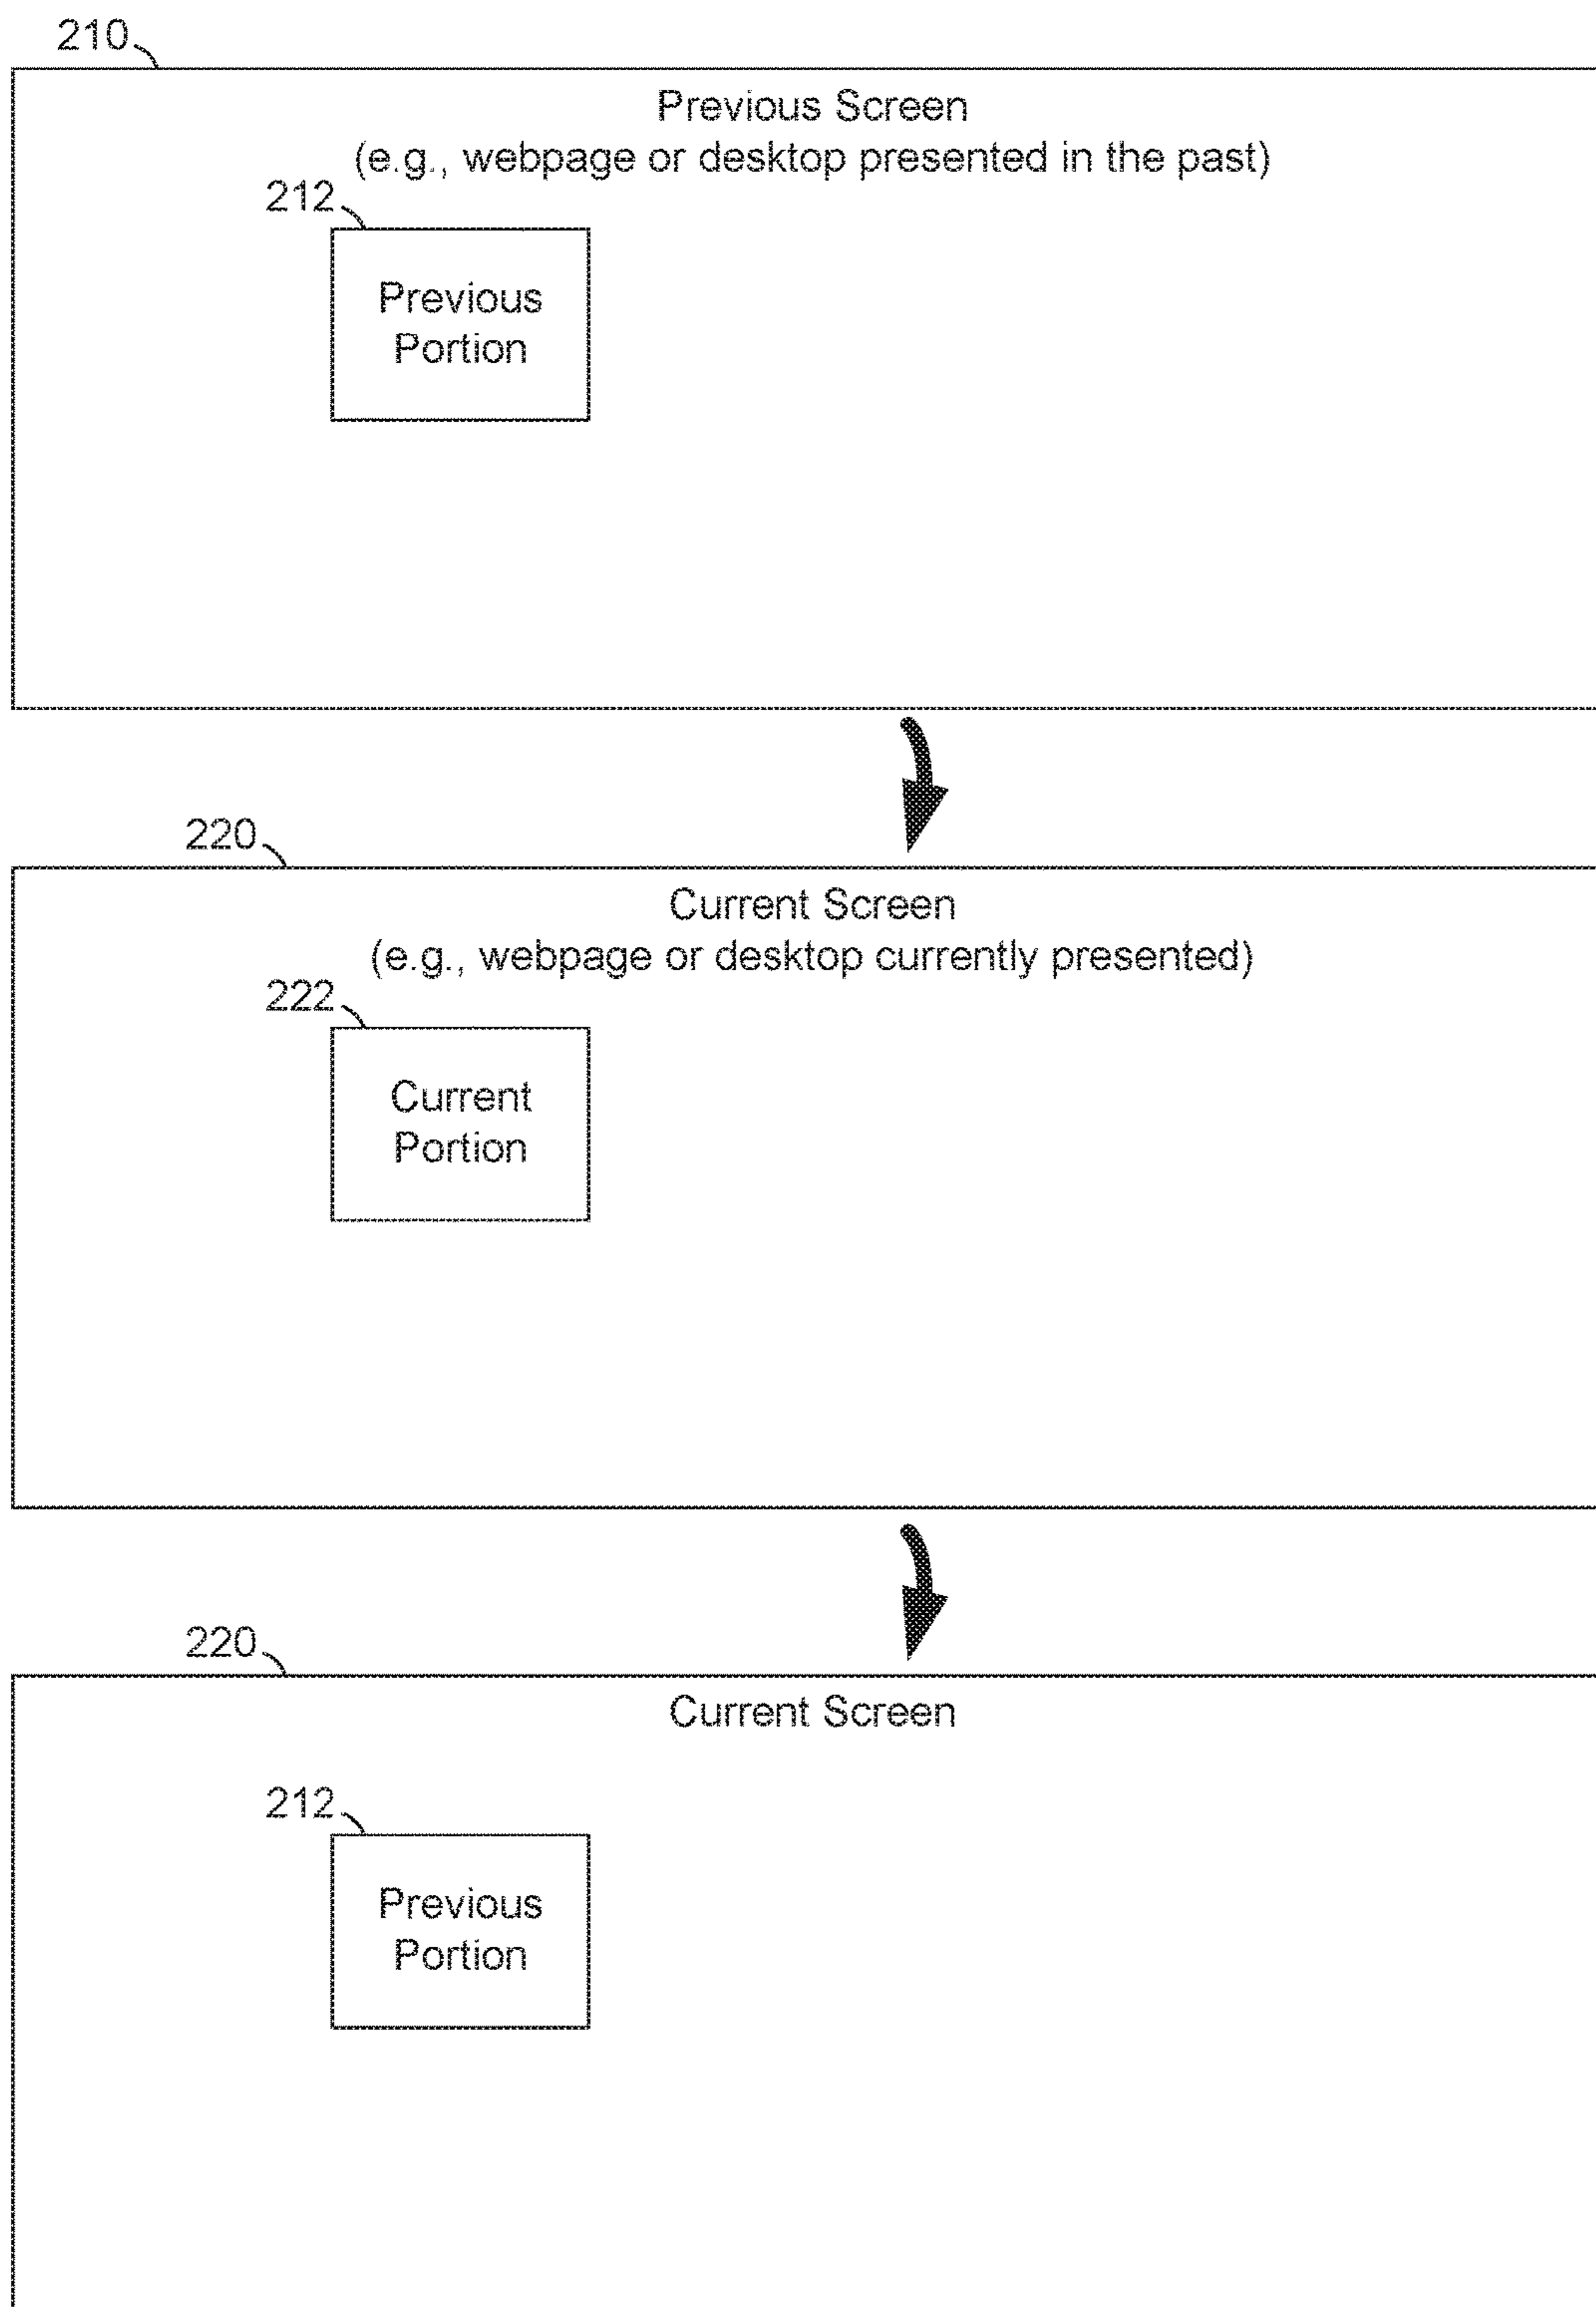 210
Previous Screen
(e.g., webpage or desktop presented in the past)
212
Previous
Portion
220
Current Screen
(e.g., webpage or desktop currently presented)
222
Current
Portion
220
Current Screen
212
Previous
Portion